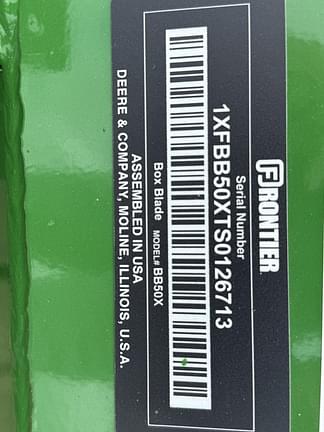 FRONTIER
Serial Number
1XFBB50XTS0126713
Box Blade MODEL# BB50X
ASSEMBLED IN USA
DEERE & COMPANY, MOLINE, ILLINOIS, U.S.A.